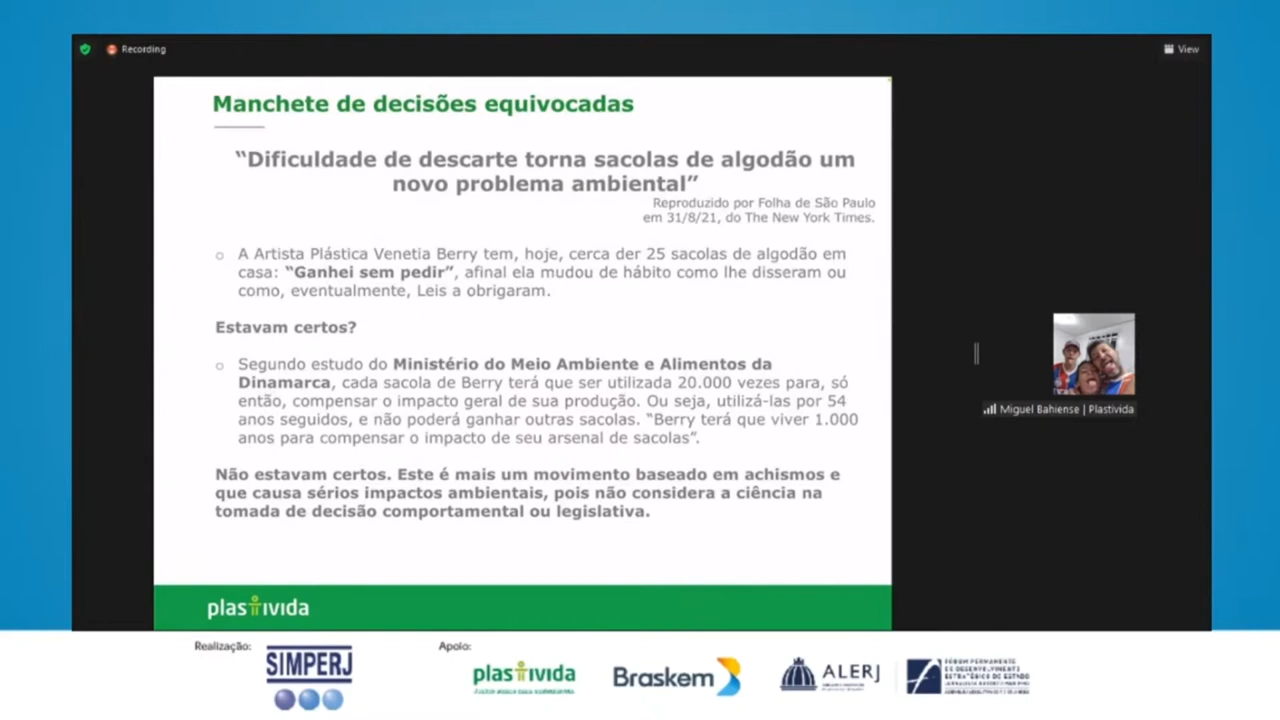 Recording
View
Manchete de decisões equivocadas
“Dificuldade de descarte torna sacolas de algodão um
novo problema ambiental”
Reproduzido por Folha de São Paulo
em 31/8/21, do The New York Times.
A Artista Plástica Venetia Berry tem, hoje, cerca der 25 sacolas de algodão em
casa: “Ganhei sem pedir”, afinal ela mudou de hábito como lhe disseram ou
como, eventualmente, Leis a obrigaram.
Estavam certos?
Segundo estudo do Ministério do Meio Ambiente e Alimentos da
Dinamarca, cada sacola de Berry terá que ser utilizada 20.000 vezes para, só
então, compensar o impacto geral de sua produção. Ou seja, utilizá-las por 54
anos seguidos, e não poderá ganhar outras sacolas. “Berry terá que viver 1.000
anos para compensar o impacto de seu arsenal de sacolas”.
Não estavam certos. Este é mais um movimento baseado em achismos e
que causa sérios impactos ambientais, pois não considera a ciência na
tomada de decisão comportamental ou legislativa.
Miguel Bahiense | Plastivida
plastivida
Realização:
SIMPERJ
Apoio:
plastivida
Braskem
ALERJ
FÓRUM PERMANENTE
DE DESENVOLVIMENTO
ESTRATÉGICO DO ESTADO